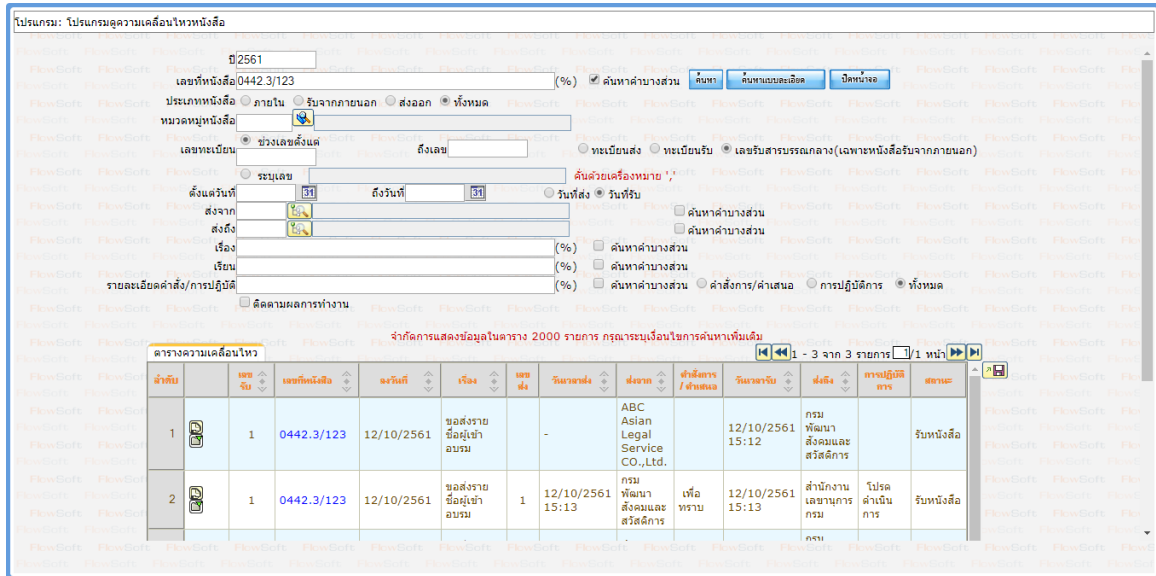 โปรแกรม: โปรแกรมดูความเคลื่อนไหวหนังสือ
ปี 2561
เลขที่หนังสือ 0442.3/123 (%) ค้นหาคำบางส่วน ค้นหา ค้นหาแบบละเอียด ปิดหน้าจอ
ประเภทหนังสือ ภายใน รับจากภายนอก ส่งออก ทั้งหมด
หมวดหมู่หนังสือ
เลขทะเบียน ช่วงเลขตั้งแต่ ถึงเลข ทะเบียนส่ง ทะเบียนรับ เลขรับสารบรรณกลาง(เฉพาะหนังสือรับจากภายนอก)
ระบุเลข คั่นด้วยเครื่องหมาย ','
ตั้งแต่วันที่ 31 ถึงวันที่ 31 วันที่ส่ง วันที่รับ
ส่งจาก ค้นหาคำบางส่วน
ส่งถึง ค้นหาคำบางส่วน
เรื่อง (%) ค้นหาคำบางส่วน
เรียน (%) ค้นหาคำบางส่วน
รายละเอียดคำสั่ง/การปฏิบัติ (%) ค้นหาคำบางส่วน คำสั่งการ/คำเสนอ การปฏิบัติการ ทั้งหมด
ติดตามผลการทำงาน
จำกัดการแสดงข้อมูลในตาราง 2000 รายการ กรุณาระบุเงื่อนไขการค้นหาเพิ่มเติม
ตารางความเคลื่อนไหว 1 - 3 จาก 3 รายการ 1/1 หน้า
ลำดับ เลขรับ เลขที่หนังสือ ลงวันที่ เรื่อง เลขส่ง วันเวลาส่ง ส่งจาก คำสั่งการ/คำเสนอ วันเวลารับ ส่งถึง การปฏิบัติการ สถานะ
1 1 0442.3/123 12/10/2561 ขอส่งรายชื่อผู้เข้าอบรม - ABC Asian Legal Service CO.,Ltd. 12/10/2561 15:12 กรมพัฒนาสังคมและสวัสดิการ รับหนังสือ
2 1 0442.3/123 12/10/2561 ขอส่งรายชื่อผู้เข้าอบรม 1 12/10/2561 15:13 กรมพัฒนาสังคมและสวัสดิการ เพื่อทราบ 12/10/2561 15:13 สำนักงานเลขานุการกรม โปรดดำเนินการ รับหนังสือ
FlowSoft